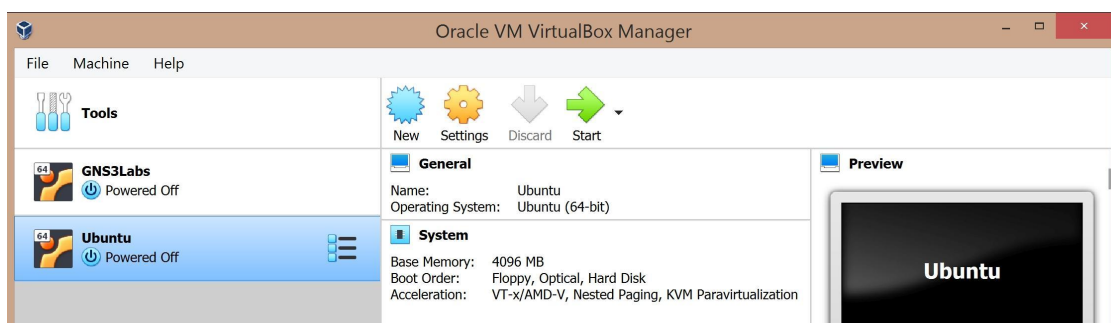 Oracle VM VirtualBox Manager
File Machine Help
Tools
New Settings Discard Start
64 GNS3Labs
Powered Off
64 Ubuntu
Powered Off
General
Name: Ubuntu
Operating System: Ubuntu (64-bit)
System
Base Memory: 4096 MB
Boot Order: Floppy, Optical, Hard Disk
Acceleration: VT-x/AMD-V, Nested Paging, KVM Paravirtualization
Preview
Ubuntu